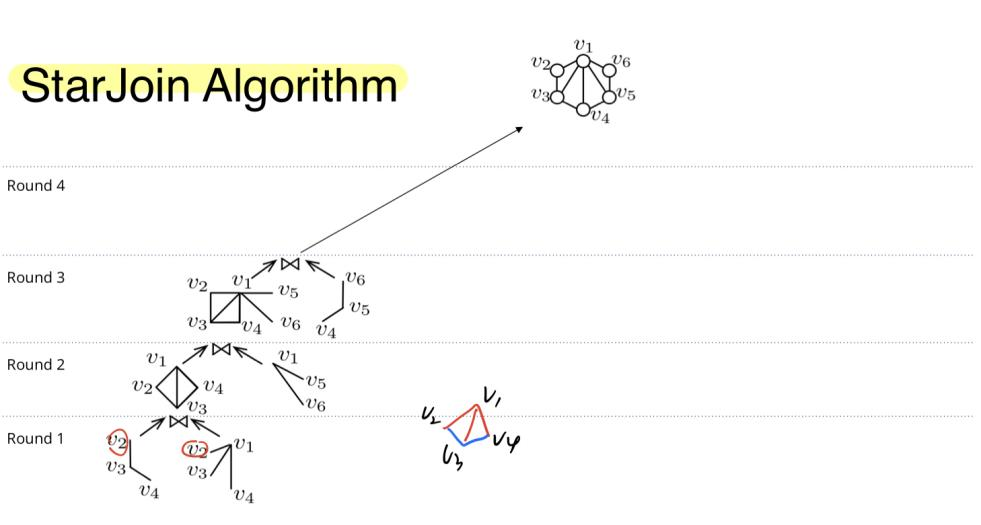 StarJoin Algorithm
v1
v2
v6
v3
v5
v4
Round 4
⋈
Round 3
v2
v1
v5
v6
v3
v4
v6
v5
v4
⋈
Round 2
v1
v2
v4
v3
v1
v5
v6
⋈
Round 1
v2
v3
v4
v2
v1
v3
v4
v1
v2
v3
v4